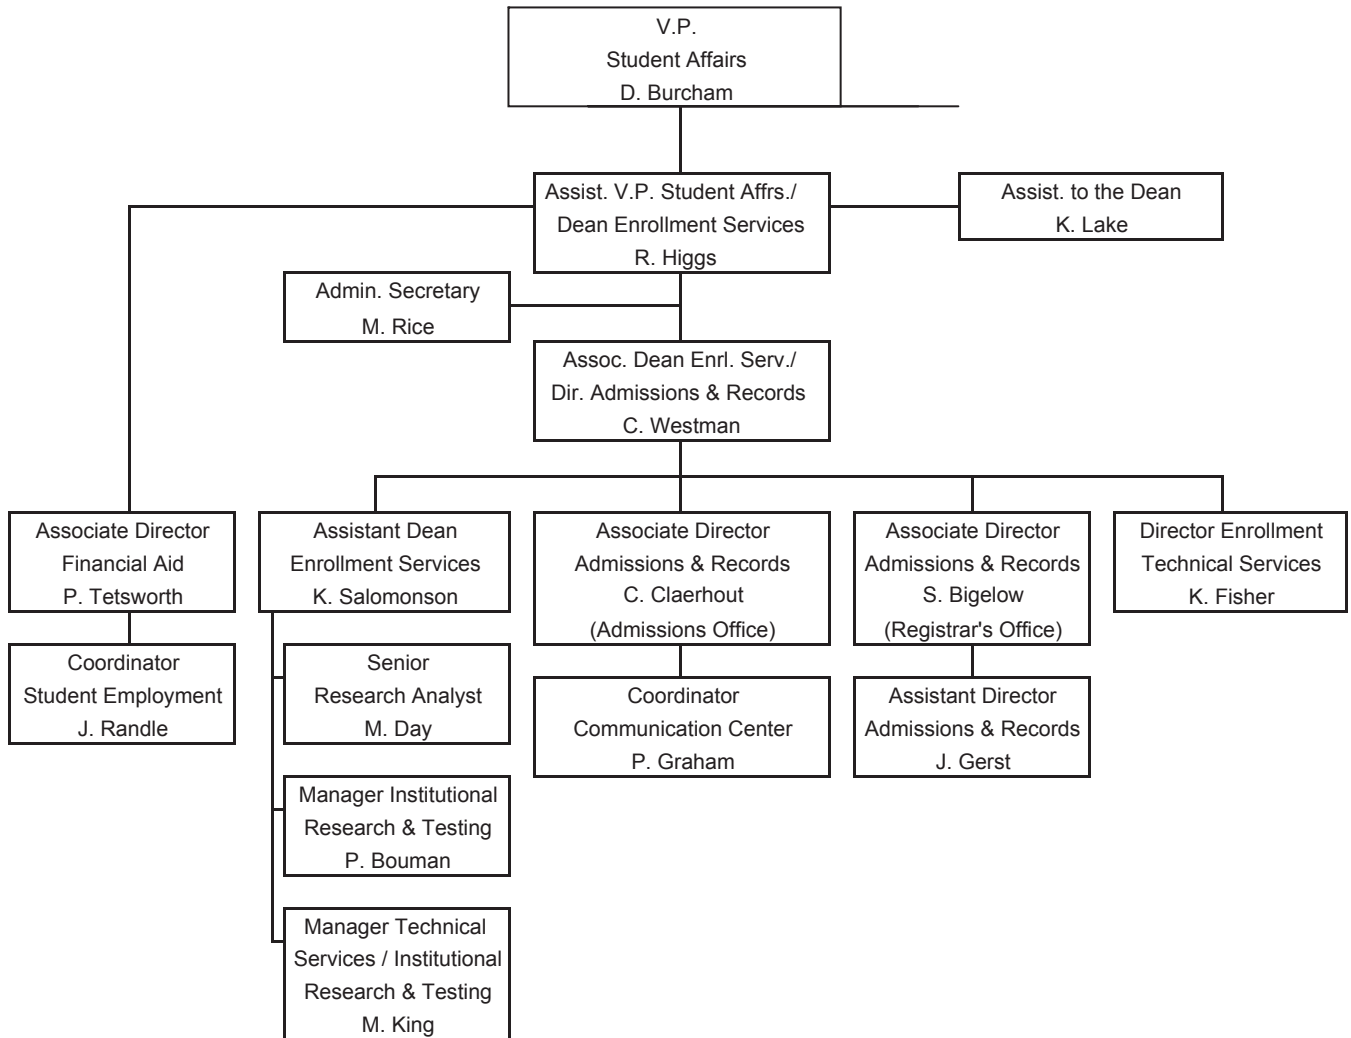 V.P.
Student Affairs
D. Burcham
Assist. V.P. Student Affrs./
Dean Enrollment Services
R. Higgs
Assist. to the Dean
K. Lake
Admin. Secretary
M. Rice
Assoc. Dean Enrl. Serv./
Dir. Admissions & Records
C. Westman
Associate Director
Financial Aid
P. Tetsworth
Assistant Dean
Enrollment Services
K. Salomonson
Associate Director
Admissions & Records
C. Claerhout
(Admissions Office)
Associate Director
Admissions & Records
S. Bigelow
(Registrar's Office)
Director Enrollment
Technical Services
K. Fisher
Coordinator
Student Employment
J. Randle
Senior
Research Analyst
M. Day
Coordinator
Communication Center
P. Graham
Assistant Director
Admissions & Records
J. Gerst
Manager Institutional
Research & Testing
P. Bouman
Manager Technical
Services / Institutional
Research & Testing
M. King